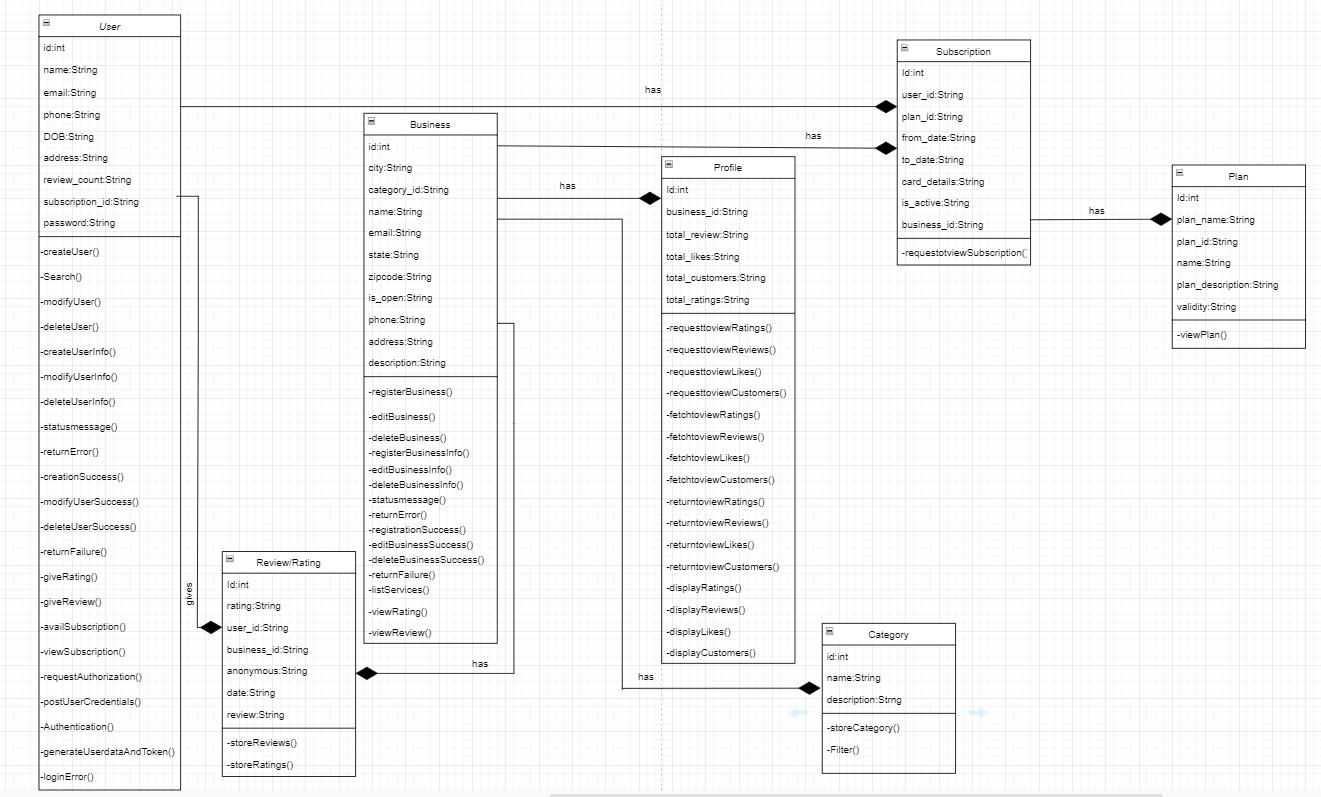 User
id:int
name:String
email:String
phone:String
DOB:String
address:String
review_count:String
subscription_id:String
password:String
-createUser()
-Search()
-modifyUser()
-deleteUser()
-createUserInfo()
-modifyUserInfo()
-deleteUserInfo()
-statusmessage()
-returnError()
-creationSuccess()
-modifyUserSuccess()
-deleteUserSuccess()
-returnFailure()
-giveRating()
-giveReview()
-availSubscription()
-viewSubscription()
-requestAuthorization()
-postUserCredentials()
-Authentication()
-generateUserdataAndToken()
-loginError()
gives
Review/Rating
Id:int
rating:String
user_id:String
business_id:String
anonymous:String
date:String
review:String
-storeReviews()
-storeRatings()
Business
id:int
city:String
category_id:String
name:String
email:String
state:String
zipcode:String
is_open:String
phone:String
address:String
description:String
-registerBusiness()
-editBusiness()
-deleteBusiness()
-registerBusinessInfo()
-editBusinessInfo()
-deleteBusinessInfo()
-statusmessage()
-returnError()
-registrationSuccess()
-editBusinessSuccess()
-deleteBusinessSuccess()
-returnFailure()
-listServices()
-viewRating()
-viewReview()
has
has
has
has
has
Profile
Id:int
business_id:String
total_review:String
total_likes:String
total_customers:String
total_ratings:String
-requesttoviewRatings()
-requesttoviewReviews()
-requesttoviewLikes()
-requesttoviewCustomers()
-fetchtoviewRatings()
-fetchtoviewReviews()
-fetchtoviewLikes()
-fetchtoviewCustomers()
-returntoviewRatings()
-returntoviewReviews()
-returntoviewLikes()
-returntoviewCustomers()
-displayRatings()
-displayReviews()
-displayLikes()
-displayCustomers()
Category
id:int
name:String
description:Strng
-storeCategory()
-Filter()
Subscription
Id:int
user_id:String
plan_id:String
from_date:String
to_date:String
card_details:String
is_active:String
business_id:String
-requestotviewSubscription(
has
Plan
Id:int
plan_name:String
plan_id:String
name:String
plan_description:String
validity:String
-viewPlan()